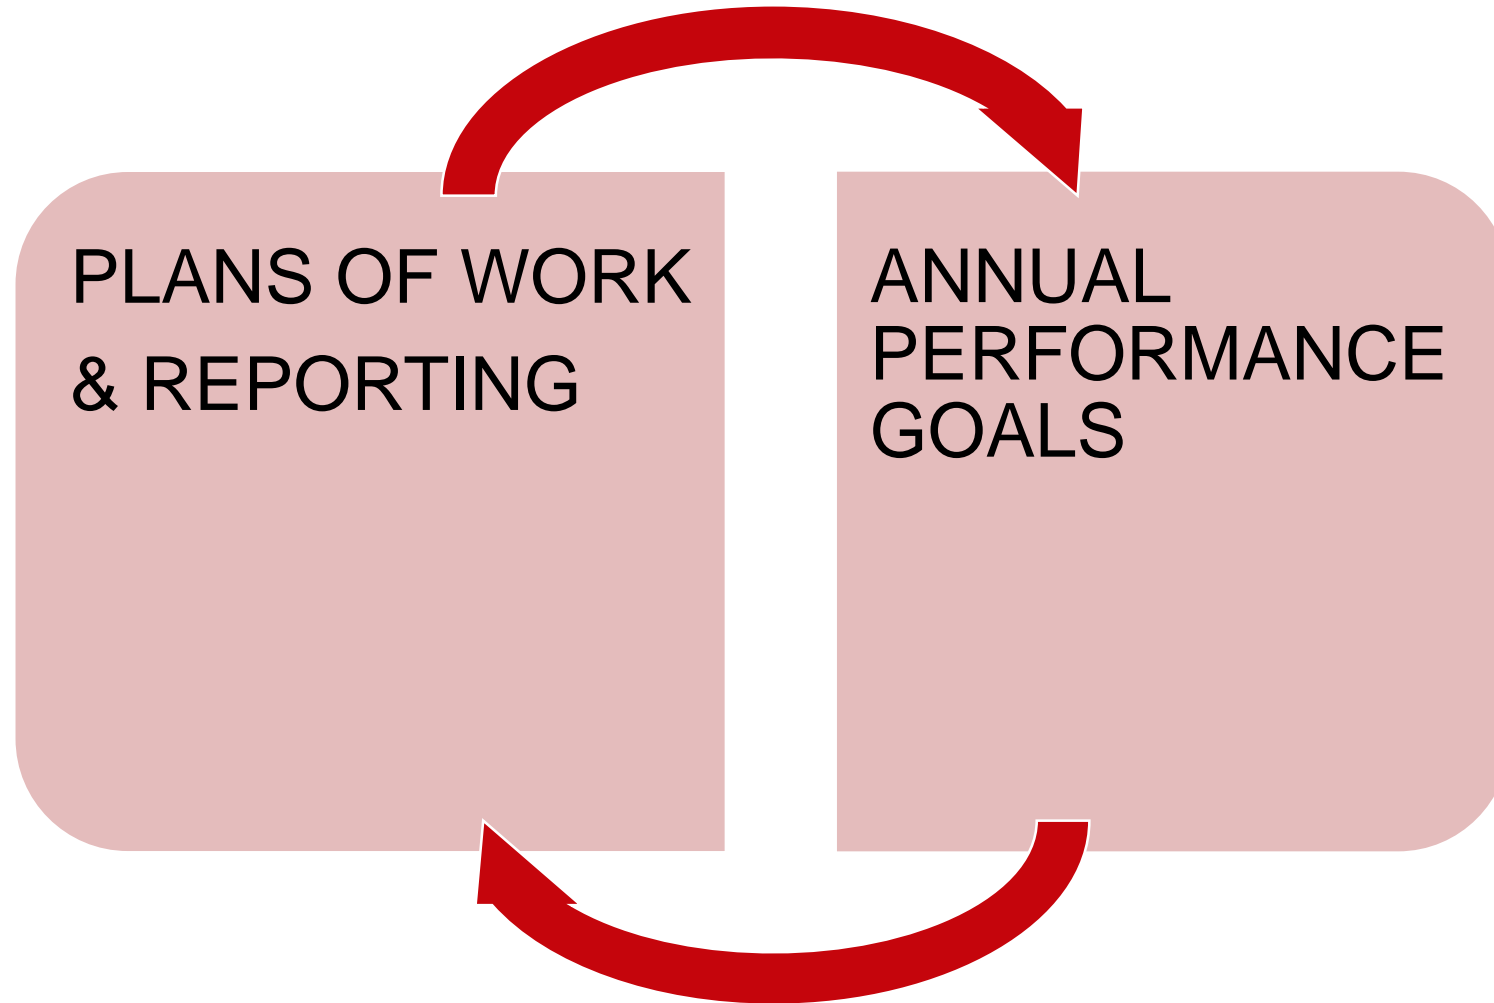 PLANS OF WORK
& REPORTING
ANNUAL
PERFORMANCE
GOALS